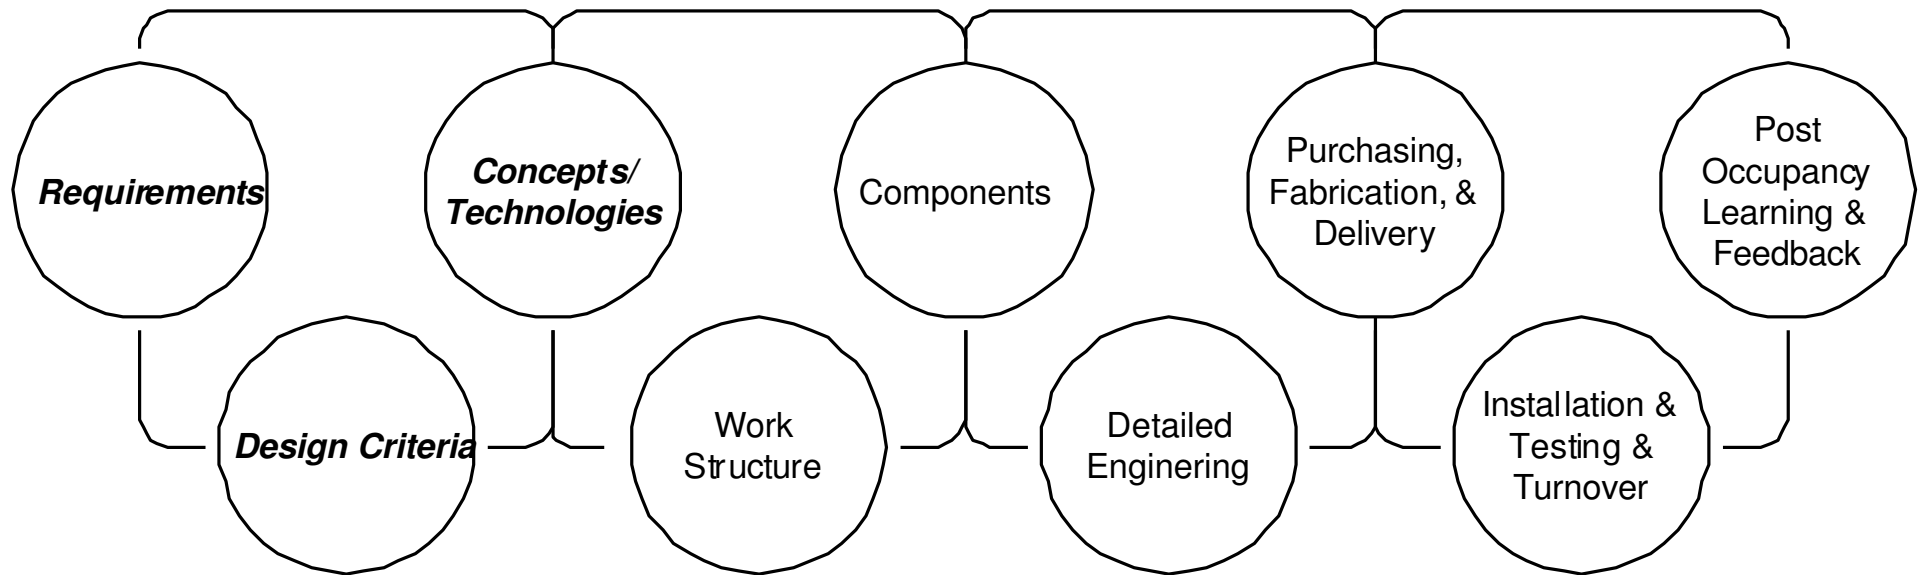 Requirements
Concepts/
Technologies
Components
Purchasing,
Fabrication, &
Delivery
Post
Occupancy
Learning &
Feedback
Design Criteria
Work
Structure
Detailed
Enginering
Installation &
Testing &
Turnover